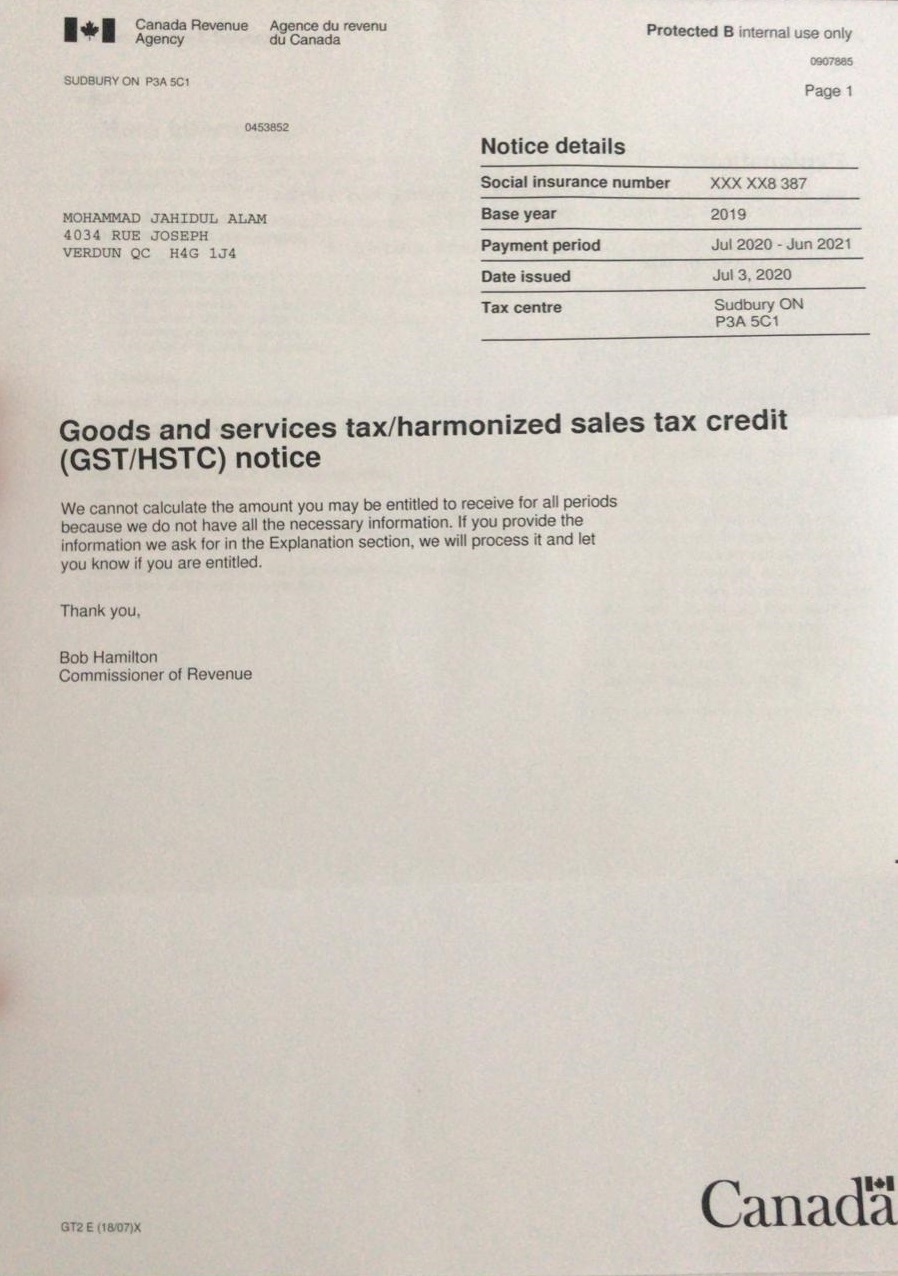 Canada Revenue Agency
Agence du revenu du Canada
Protected B internal use only
0907885
SUDBURY ON P3A 5C1
Page 1
0453852
Notice details
Social insurance number XXX XX8 387
Base year 2019
Payment period Jul 2020 - Jun 2021
Date issued Jul 3, 2020
Tax centre Sudbury ON
P3A 5C1
MOHAMMAD JAHIDUL ALAM
4034 RUE JOSEPH
VERDUN QC H4G 1J4
Goods and services tax/harmonized sales tax credit
(GST/HSTC) notice
We cannot calculate the amount you may be entitled to receive for all periods
because we do not have all the necessary information. If you provide the
information we ask for in the Explanation section, we will process it and let
you know if you are entitled.
Thank you,
Bob Hamilton
Commissioner of Revenue
GT2 E (18/07)X
Canada